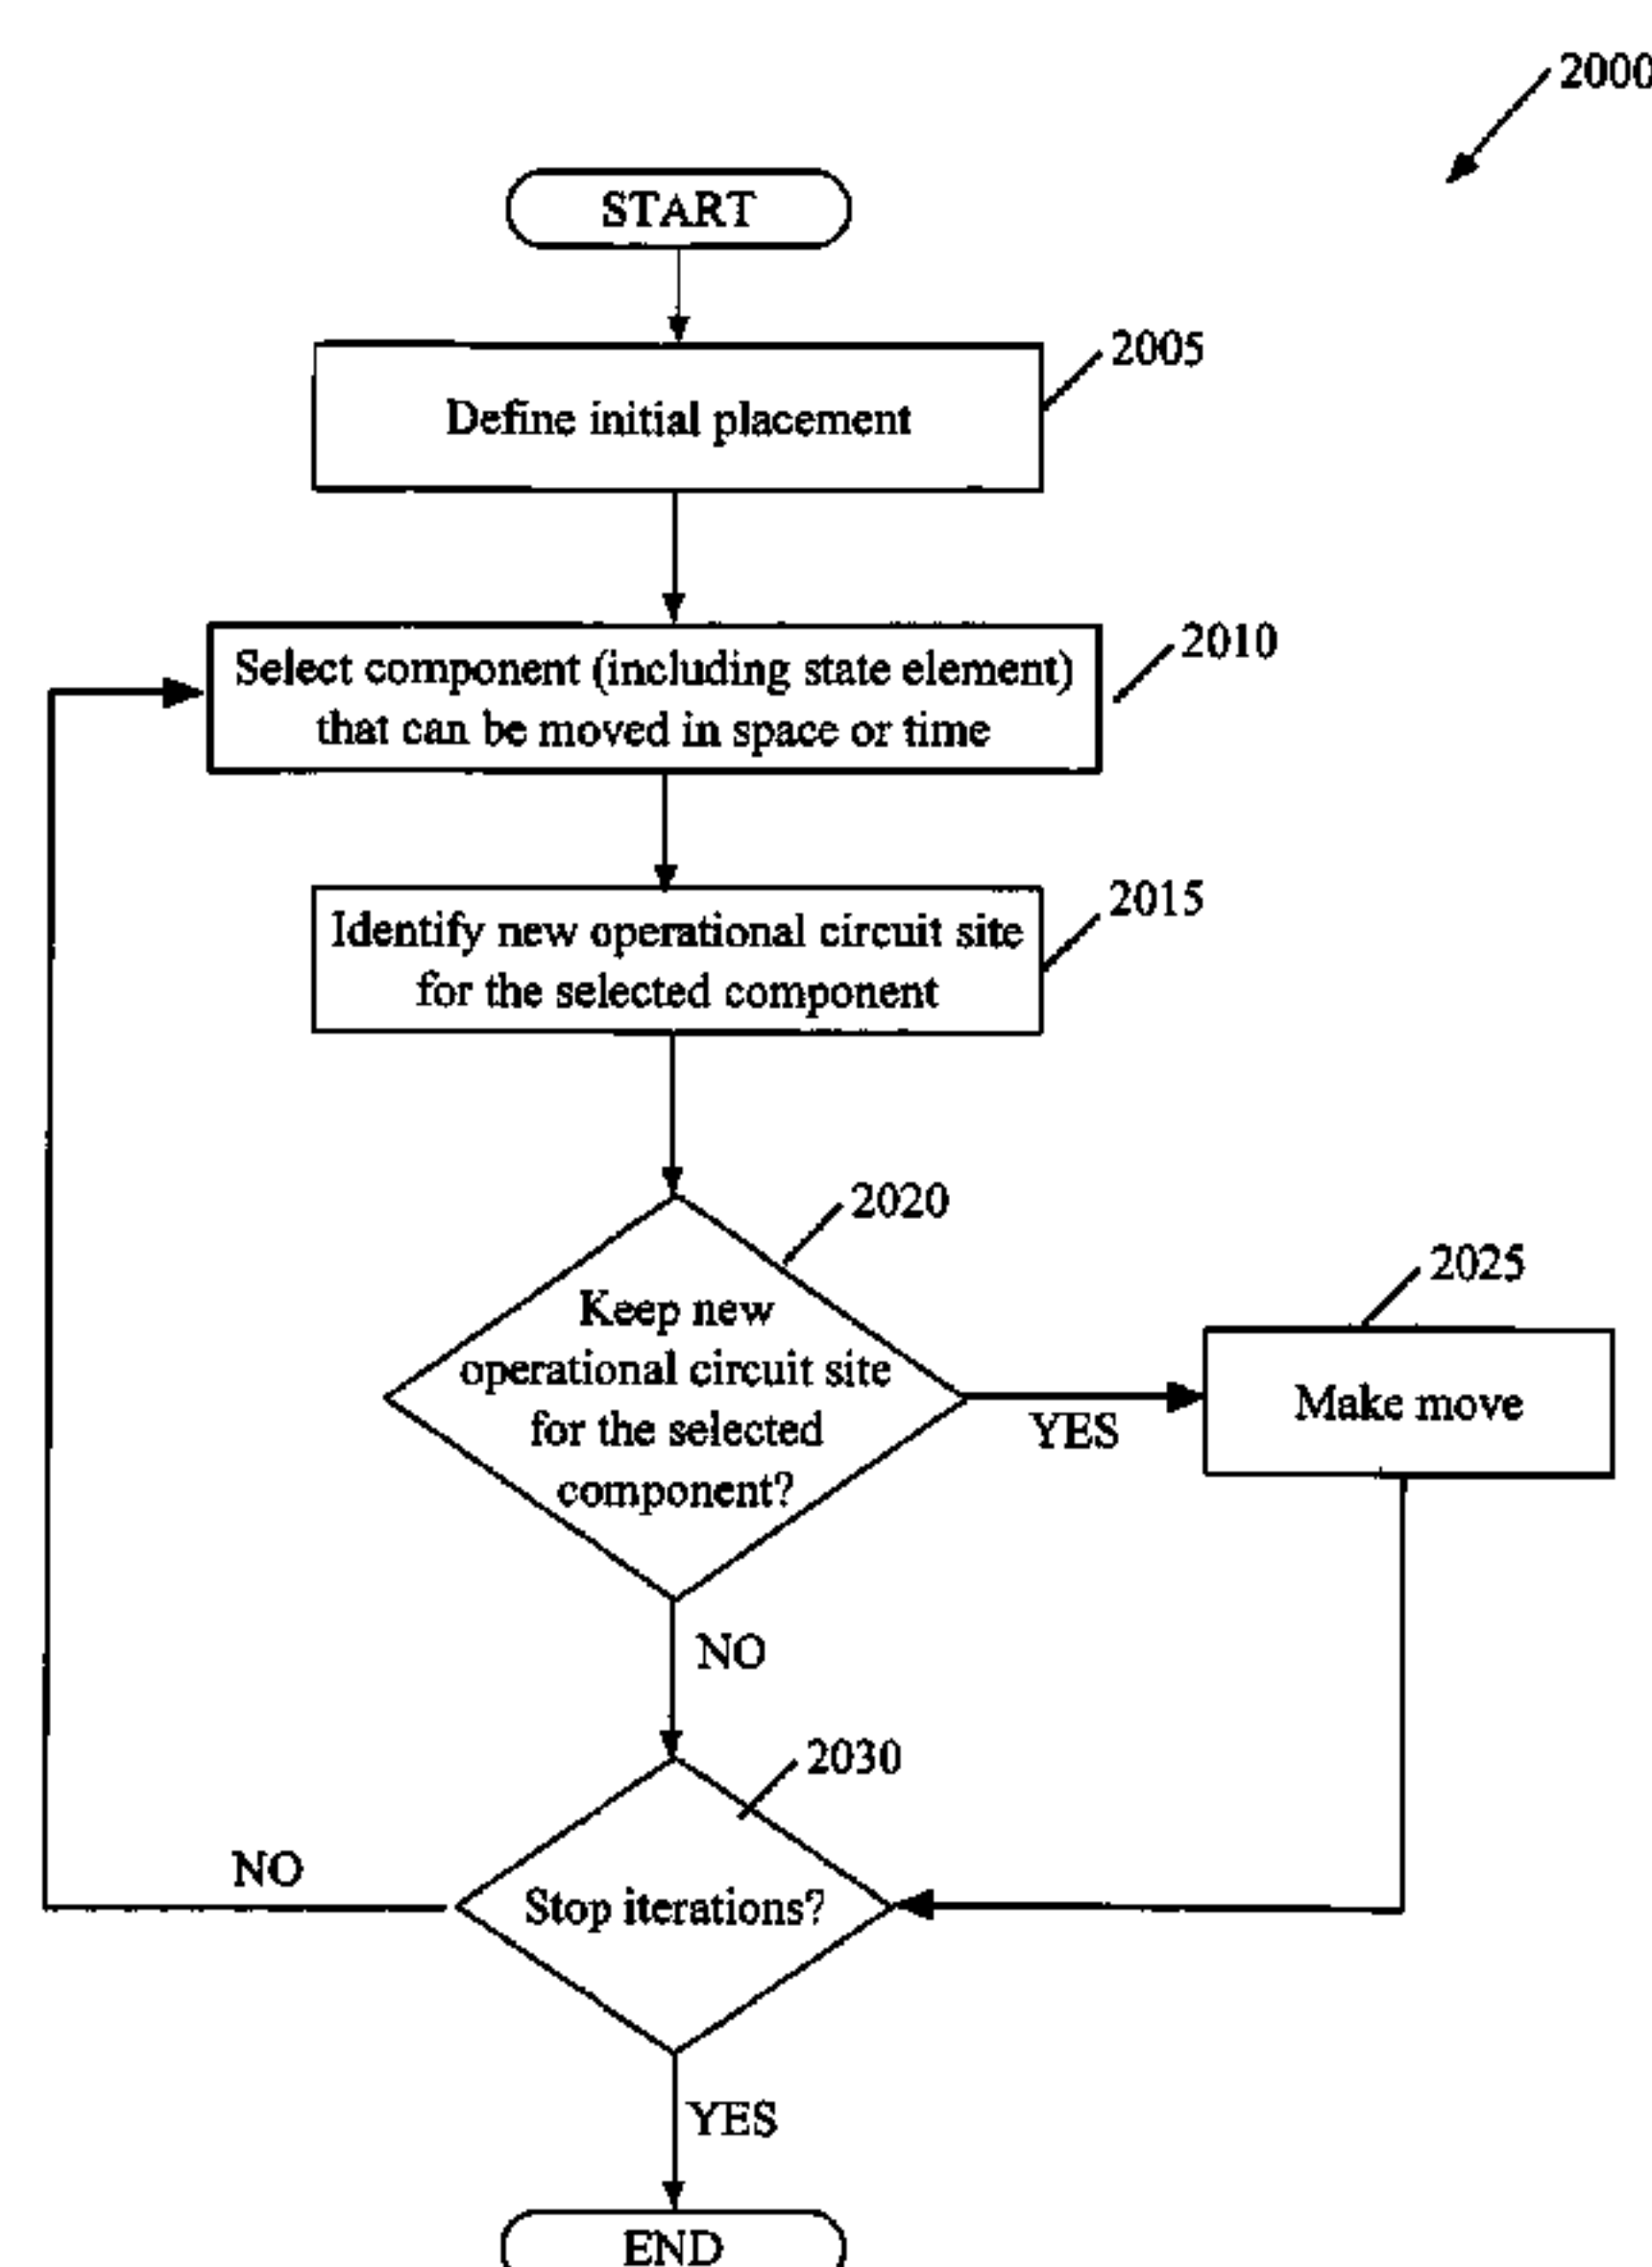 2000
START
2005
Define initial placement
2010
Select component (including state element)
that can be moved in space or time
2015
Identify new operational circuit site
for the selected component
2020
Keep new
operational circuit site
for the selected
component?
YES
2025
Make move
NO
2030
Stop iterations?
NO
YES
END